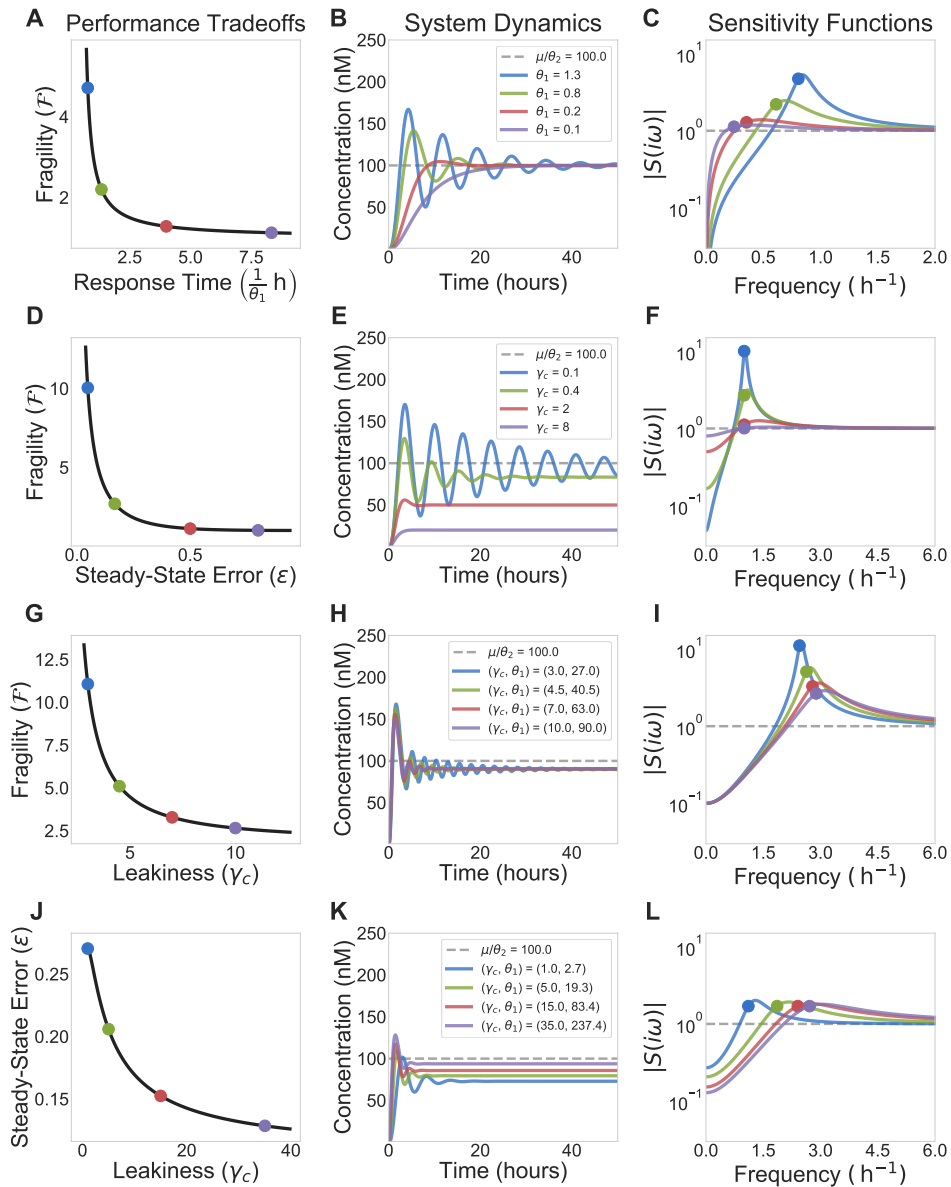 A Performance Tradeoffs
Fragility (ℱ)
4
2
2.5 5.0 7.5
Response Time (1/θ₁ h)
B System Dynamics
Concentration (nM)
250
200
150
100
50
0 20 40
Time (hours)
μ/θ₂ = 100.0
θ₁ = 1.3
θ₁ = 0.8
θ₁ = 0.2
θ₁ = 0.1
C Sensitivity Functions
|S(iω)|
10¹
10⁰
10⁻¹
0.0 0.5 1.0 1.5 2.0
Frequency ( h⁻¹)
D
Fragility (ℱ)
10
5
0.0 0.5
Steady-State Error (ε)
E
Concentration (nM)
250
200
150
100
50
0 20 40
Time (hours)
μ/θ₂ = 100.0
γc = 0.1
γc = 0.4
γc = 2
γc = 8
F
|S(iω)|
10¹
10⁰
10⁻¹
0.0 1.5 3.0 4.5 6.0
Frequency ( h⁻¹)
G
Fragility (ℱ)
12.5
10.0
7.5
5.0
2.5
5 10
Leakiness (γc)
H
Concentration (nM)
250
200
150
100
50
0 20 40
Time (hours)
μ/θ₂ = 100.0
(γc, θ₁) = (3.0, 27.0)
(γc, θ₁) = (4.5, 40.5)
(γc, θ₁) = (7.0, 63.0)
(γc, θ₁) = (10.0, 90.0)
I
|S(iω)|
10¹
10⁰
10⁻¹
0.0 1.5 3.0 4.5 6.0
Frequency ( h⁻¹)
J
Steady-State Error (ε)
0.25
0.20
0.15
0 20 40
Leakiness (γc)
K
Concentration (nM)
250
200
150
100
50
0 20 40
Time (hours)
μ/θ₂ = 100.0
(γc, θ₁) = (1.0, 2.7)
(γc, θ₁) = (5.0, 19.3)
(γc, θ₁) = (15.0, 83.4)
(γc, θ₁) = (35.0, 237.4)
L
|S(iω)|
10¹
10⁰
10⁻¹
0.0 1.5 3.0 4.5 6.0
Frequency ( h⁻¹)